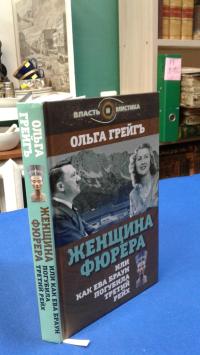 ОЛЬГА ГРЕЙГЪ
ЖЕНЩИНА ФЮРЕРА
ИЛИ КАК ЕВА БРАУН
ПОГУБИЛА
ТРЕТИЙ РЕЙХ
ВЛАСТЬ И МИСТИКА
ОЛЬГА ГРЕЙГЪ
ЖЕНЩИНА
ФЮРЕРА
ИЛИ
КАК ЕВА БРАУН
ПОГУБИЛА
ТРЕТИЙ
РЕЙХ